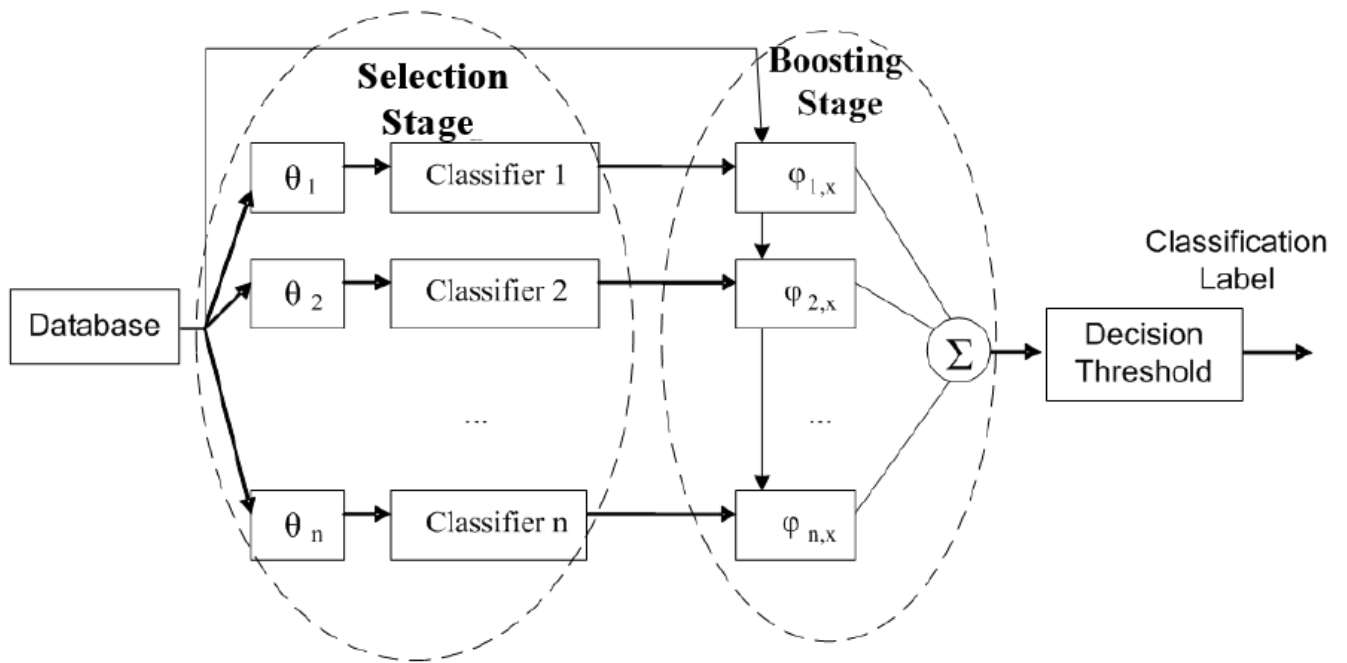 Selection
Stage
Boosting
Stage
θ 1
Classifier 1
φ 1,x
θ 2
Classifier 2
φ 2,x
Database
Σ
Decision
Threshold
Classification
Label
...
...
θ n
Classifier n
φ n,x